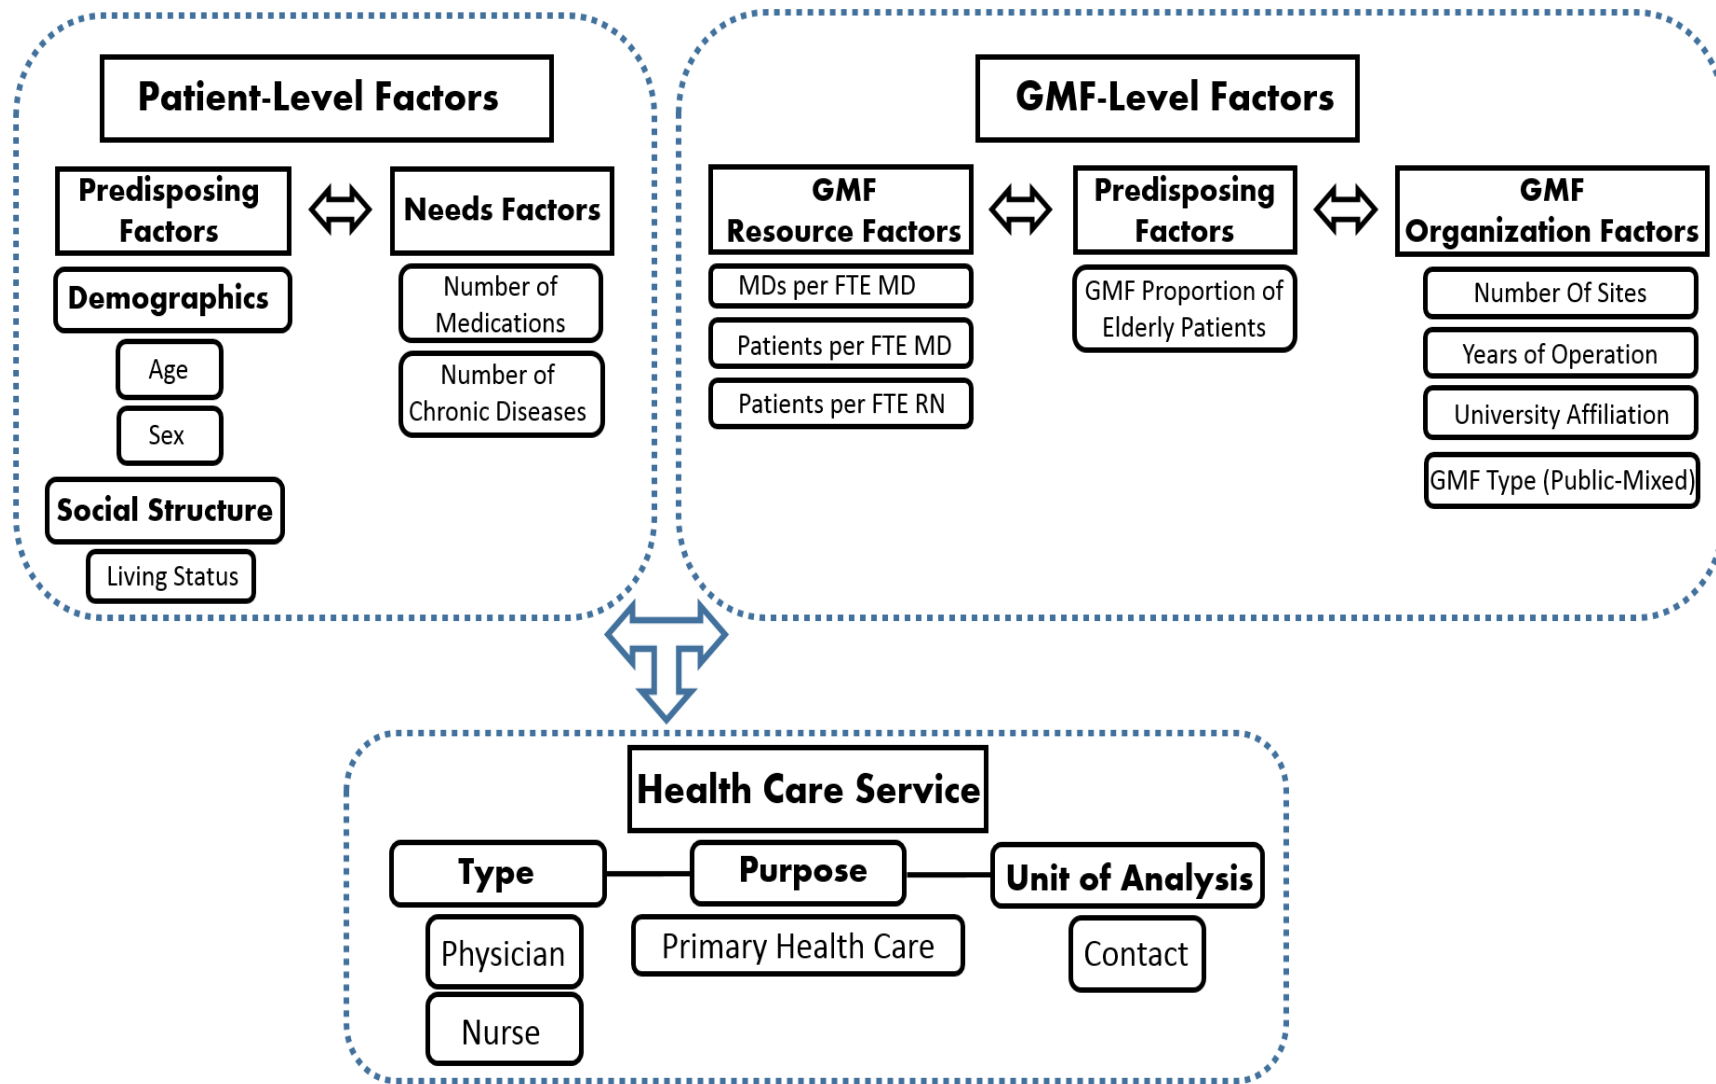 Patient-Level Factors
Predisposing
Factors
Needs Factors
Demographics
Age
Sex
Social Structure
Living Status
Number of
Medications
Number of
Chronic Diseases
GMF-Level Factors
GMF
Resource Factors
MDs per FTE MD
Patients per FTE MD
Patients per FTE RN
Predisposing
Factors
GMF Proportion of
Elderly Patients
GMF
Organization Factors
Number Of Sites
Years of Operation
University Affiliation
GMF Type (Public-Mixed)
Health Care Service
Type
Physician
Nurse
Purpose
Primary Health Care
Unit of Analysis
Contact